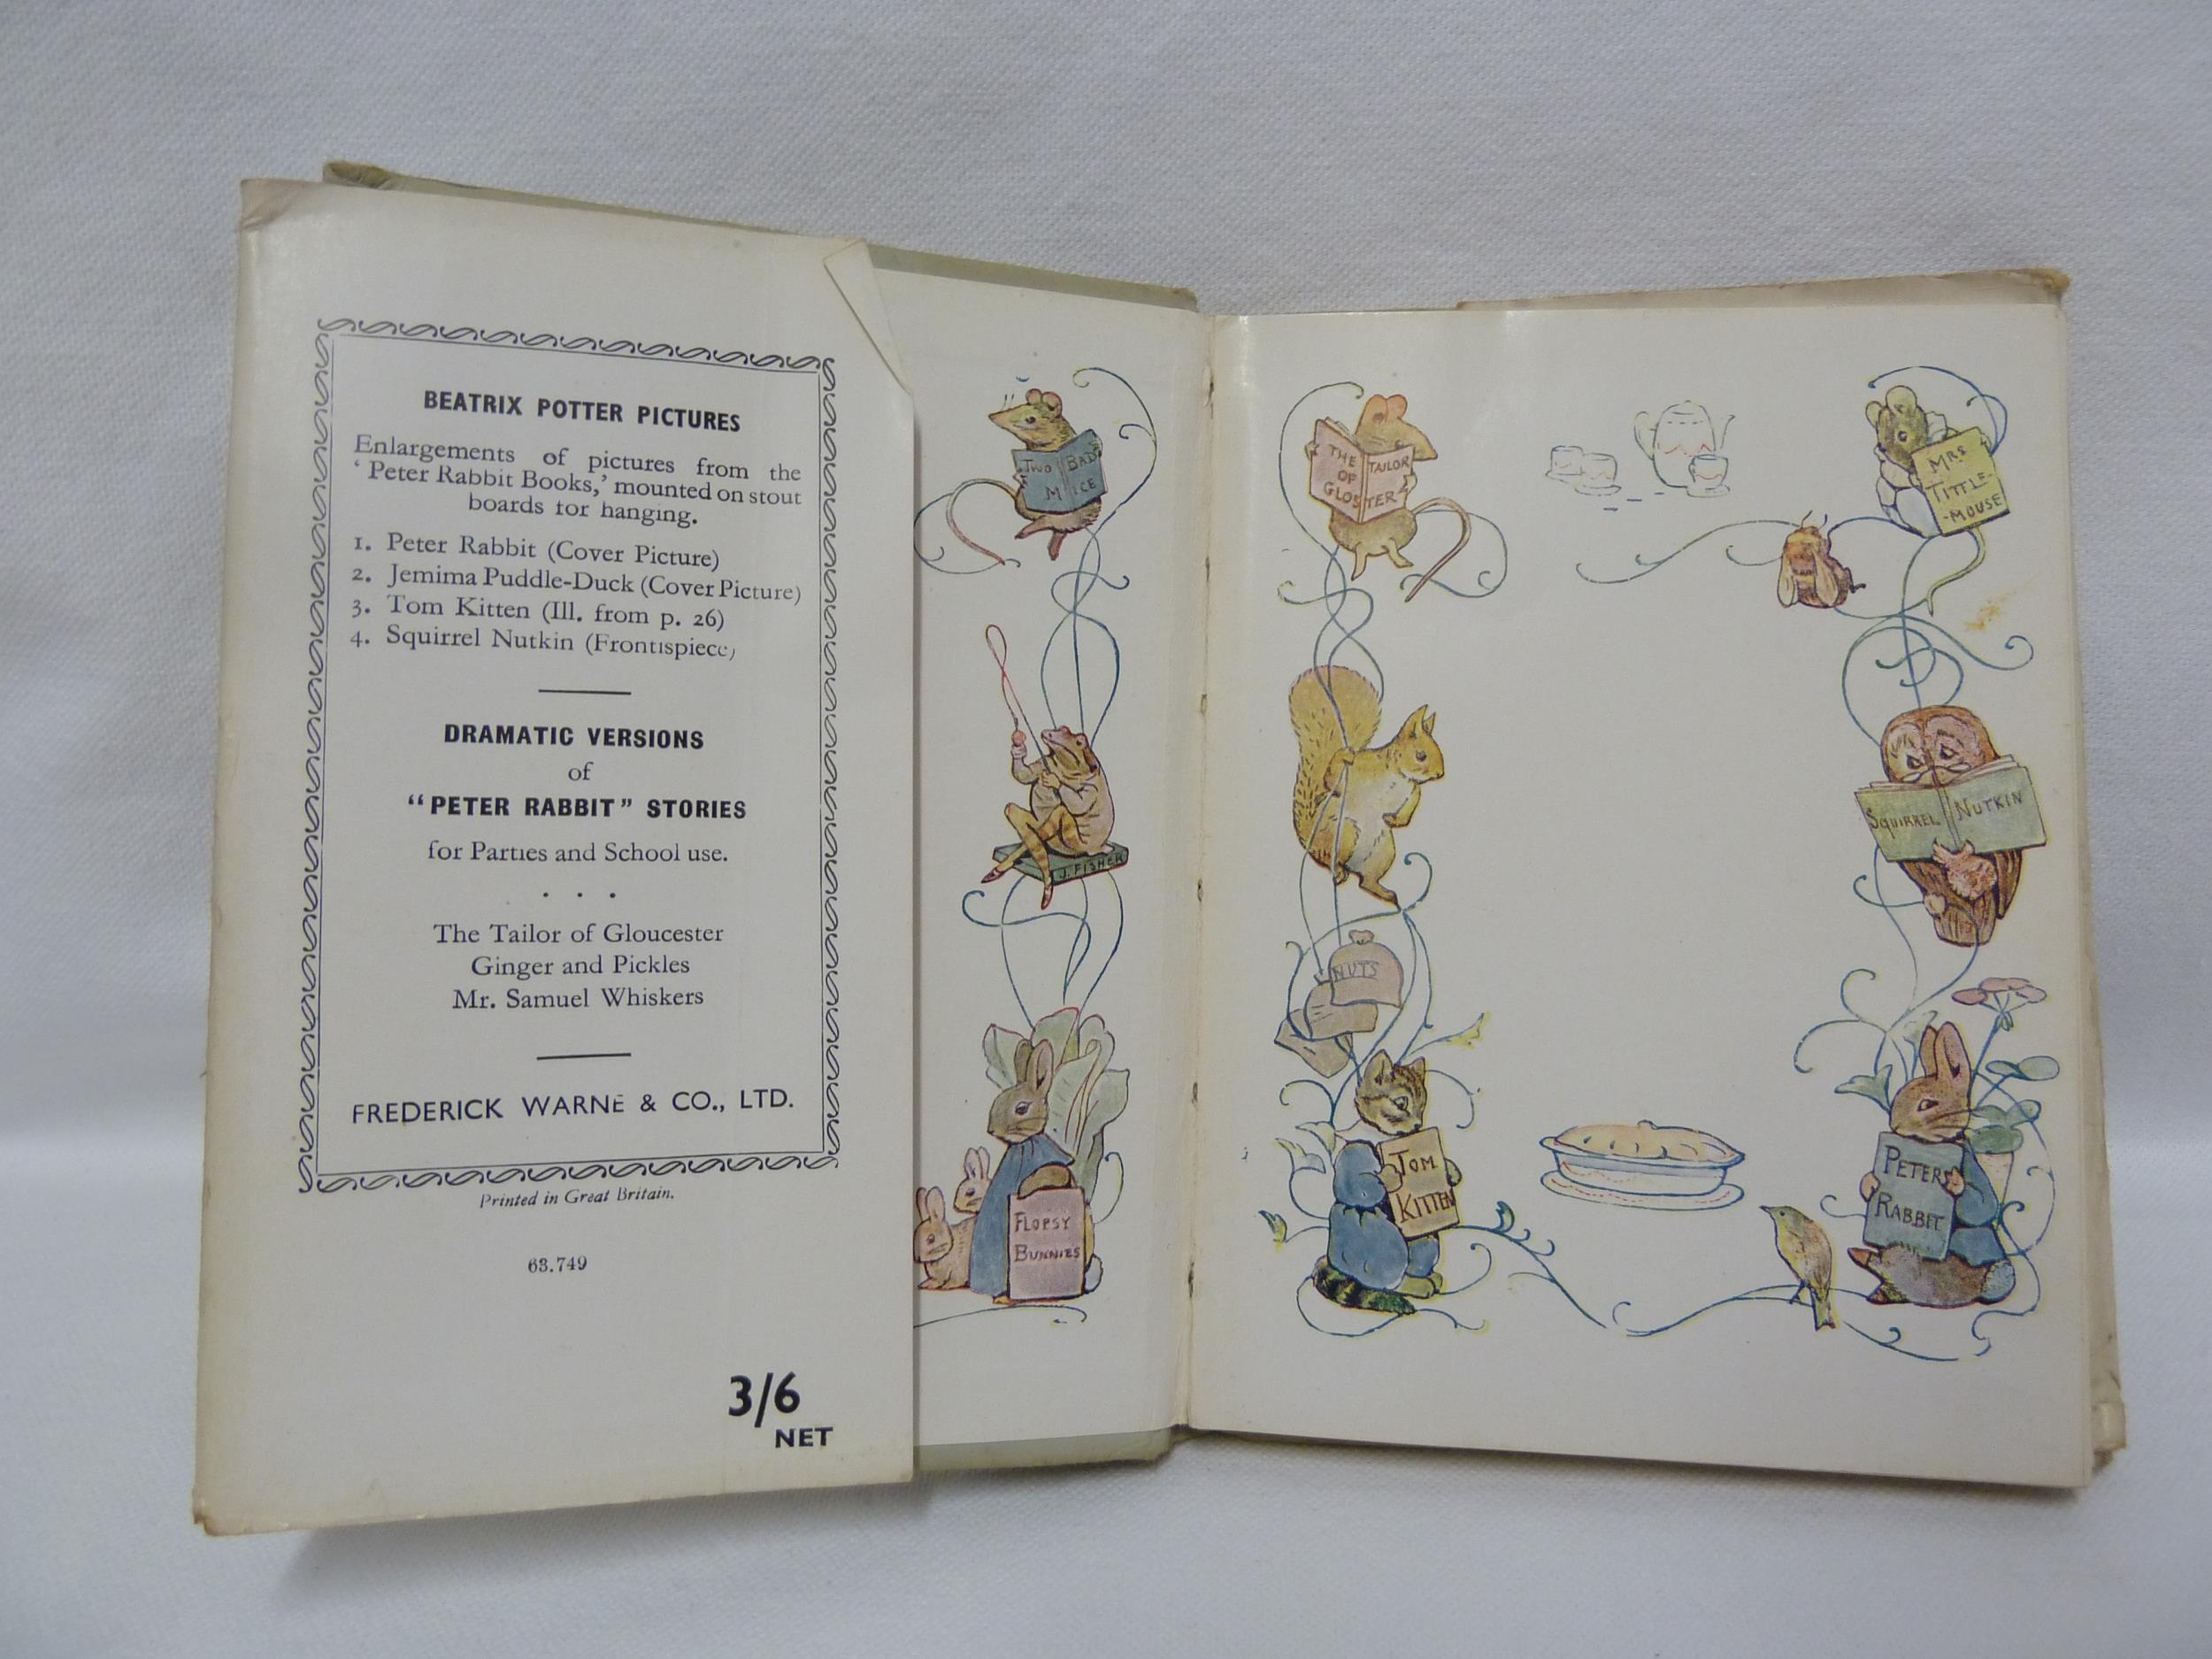 BEATRIX POTTER PICTURES
Enlargements of pictures from the
‘Peter Rabbit Books,’ mounted on stout
boards for hanging.
1. Peter Rabbit (Cover Picture)
2. Jemima Puddle-Duck (Cover Picture)
3. Tom Kitten (Ill. from p. 26)
4. Squirrel Nutkin (Frontispiece)
DRAMATIC VERSIONS
of
“PETER RABBIT” STORIES
for Parties and School use.
. . .
The Tailor of Gloucester
Ginger and Pickles
Mr. Samuel Whiskers
FREDERICK WARNE & CO., LTD.
Printed in Great Britain.
63.749
3/6
NET
TWO BAD
MICE
J. FISHER
FLOPSY
BUNNIES
THE TAILOR
OF
GLOSTER
MRS
TITTLE-
-MOUSE
SQUIRREL NUTKIN
NUTS
TOM
KITTEN
PETER
RABBIT